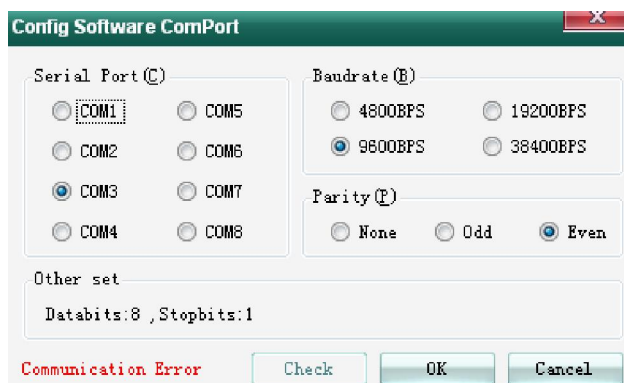 Config Software ComPort
Serial Port(C)
COM1 COM5
COM2 COM6
COM3 COM7
COM4 COM8
Baudrate(B)
4800BPS 19200BPS
9600BPS 38400BPS
Parity(P)
None Odd Even
Other set
Databits:8 ,Stopbits:1
Communication Error Check OK Cancel